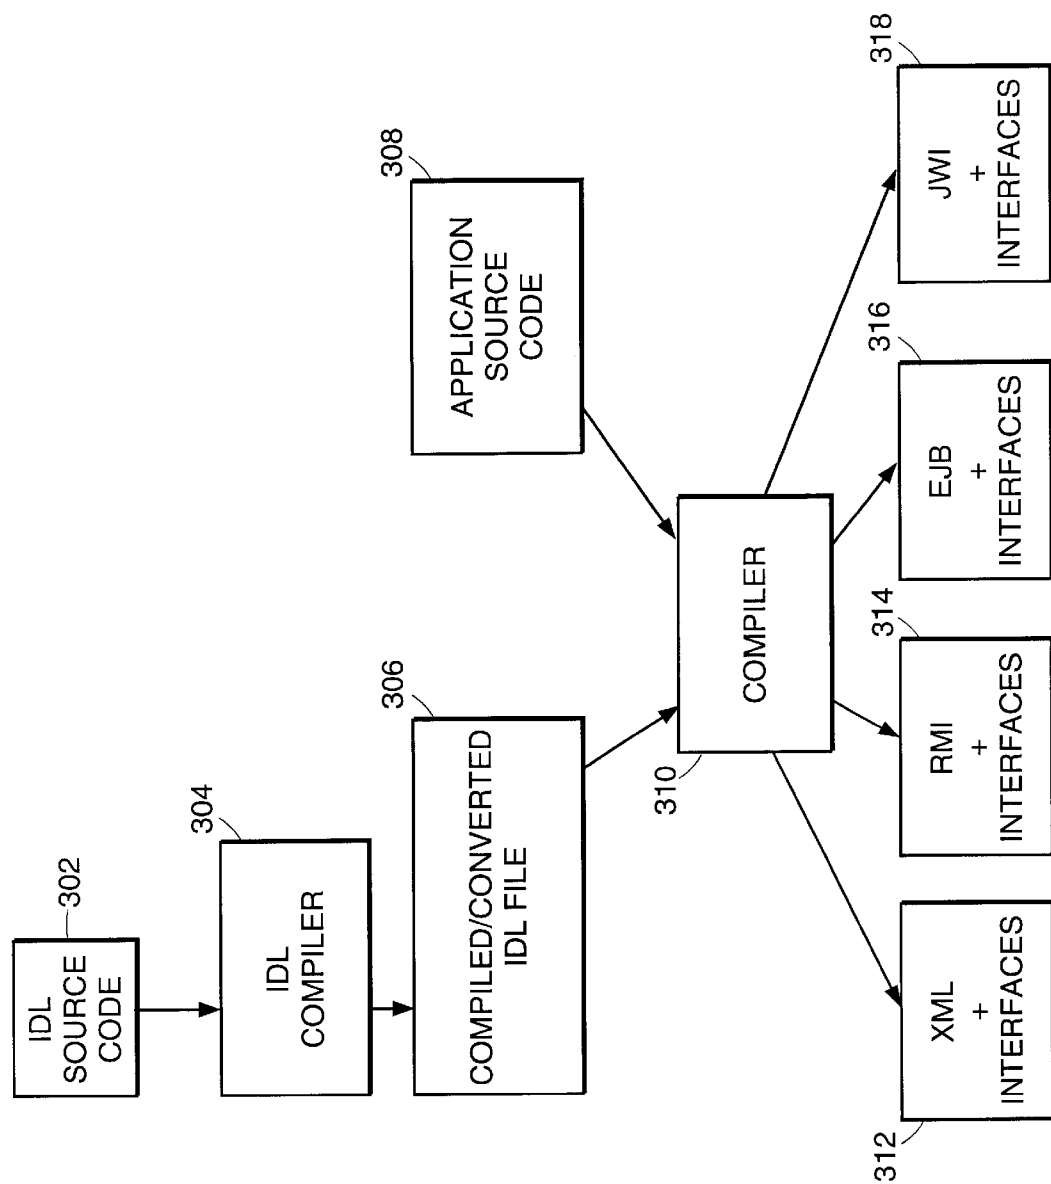 302
IDL
SOURCE
CODE
304
IDL
COMPILER
306
COMPILED/CONVERTED
IDL FILE
308
APPLICATION
SOURCE
CODE
310
COMPILER
312
XML
+
INTERFACES
314
RMI
+
INTERFACES
316
EJB
+
INTERFACES
318
JWI
+
INTERFACES